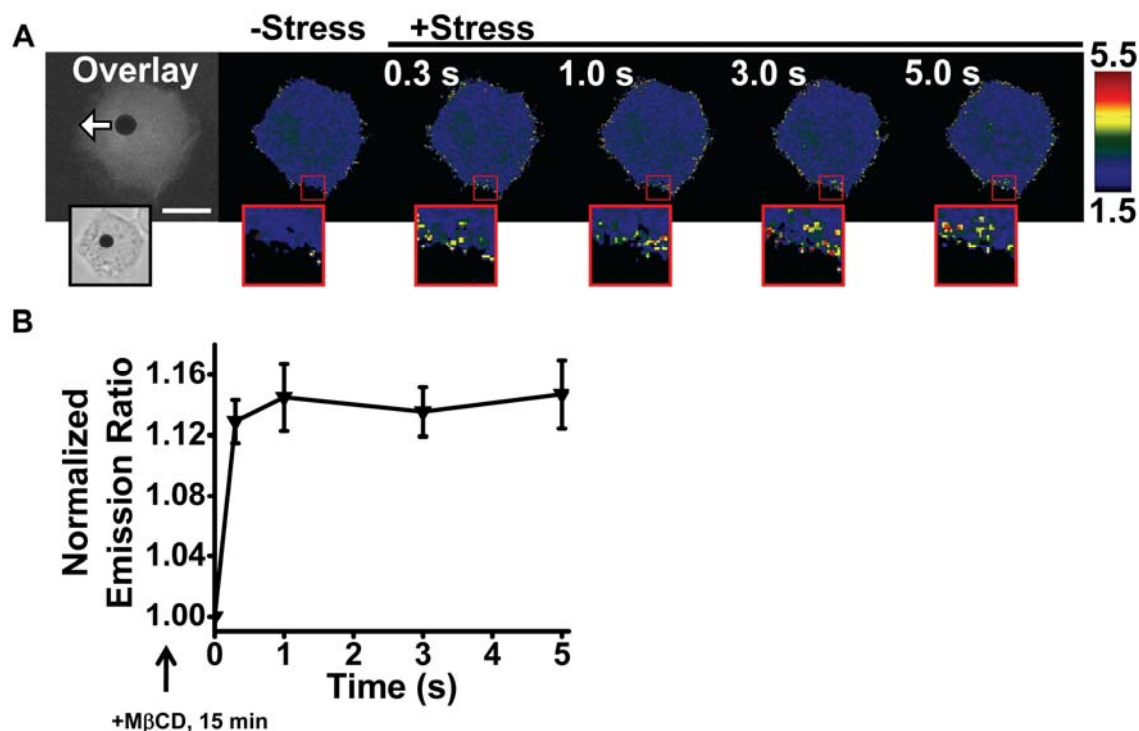 A
-Stress
+Stress
Overlay
0.3 s
1.0 s
3.0 s
5.0 s
5.5
1.5
B
Normalized
Emission Ratio
1.16
1.12
1.08
1.04
1.00
0 1 2 3 4 5
Time (s)
+MβCD, 15 min